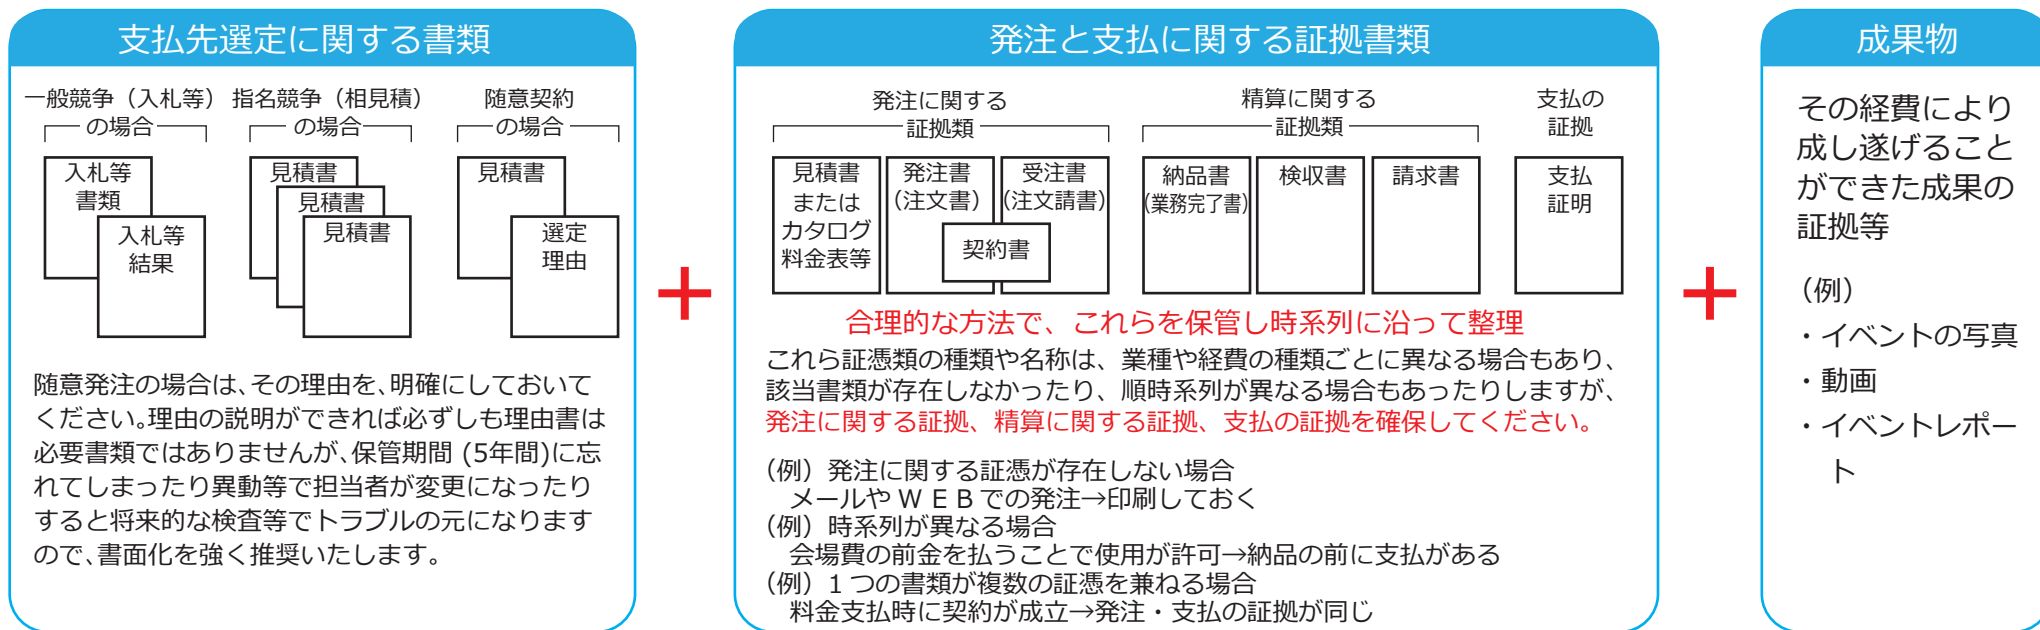 支払先選定に関する書類
一般競争（入札等）
の場合
指名競争（相見積）
の場合
随意契約
の場合
入札等
書類
入札等
結果
見積書
見積書
見積書
見積書
選定
理由
随意発注の場合は、その理由を、明確にしておいて
ください。理由の説明ができれば必ずしも理由書は
必要書類ではありませんが、保管期間 (5年間)に忘
れてしまったり異動等で担当者が変更になったり
すると将来的な検査等でトラブルの元になります
ので、書面化を強く推奨いたします。
+
発注と支払に関する証拠書類
発注に関する
証拠類
精算に関する
証拠類
支払の
証拠
見積書
または
カタログ
料金表等
発注書
(注文書)
受注書
(注文請書)
契約書
納品書
(業務完了書)
検収書
請求書
支払
証明
合理的な方法で、これらを保管し時系列に沿って整理
これら証憑類の種類や名称は、業種や経費の種類ごとに異なる場合もあり、
該当書類が存在しなかったり、順時系列が異なる場合もあったりしますが、
発注に関する証拠、精算に関する証拠、支払の証拠を確保してください。
（例）発注に関する証憑が存在しない場合
メールやＷＥＢでの発注→印刷しておく
（例）時系列が異なる場合
会場費の前金を払うことで使用が許可→納品の前に支払がある
（例）１つの書類が複数の証憑を兼ねる場合
料金支払時に契約が成立→発注・支払の証拠が同じ
+
成果物
その経費により
成し遂げること
ができた成果の
証拠等
（例）
・イベントの写真
・動画
・イベントレポー
ト